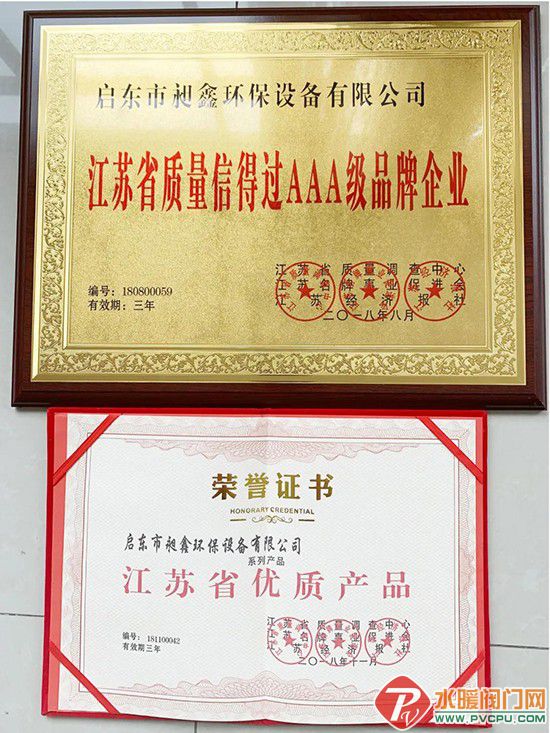 启东市昶鑫环保设备有限公司
江苏省质量信得过AAA级品牌企业
江苏省质量调查中心
江苏名牌事业促进会
江苏经济报社
编号：180800059
有效期：三年
二〇一八年八月
荣誉证书
HONORARY CREDENTIAL
启东市昶鑫环保设备有限公司
系列产品
江苏省优质产品
江苏省质量调查中心
江苏名牌事业促进会
江苏经济报社
编号：181100042
有效期三年
二〇一八年十一月
PV
水暖阀门网
www.PVCPU.com